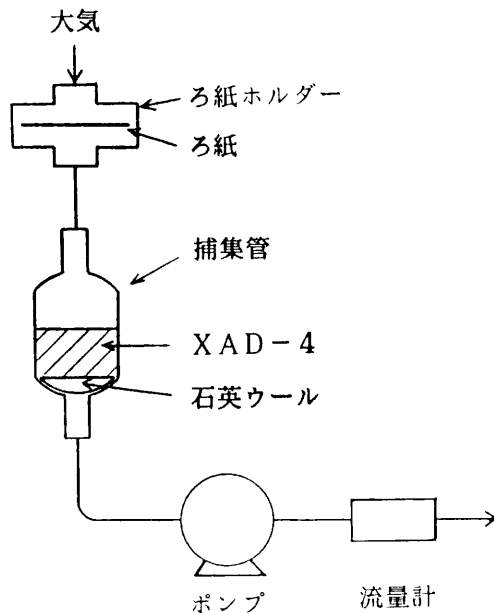 大気
ろ紙ホルダー
ろ紙
捕集管
XAD-4
石英ウール
ポンプ
流量計